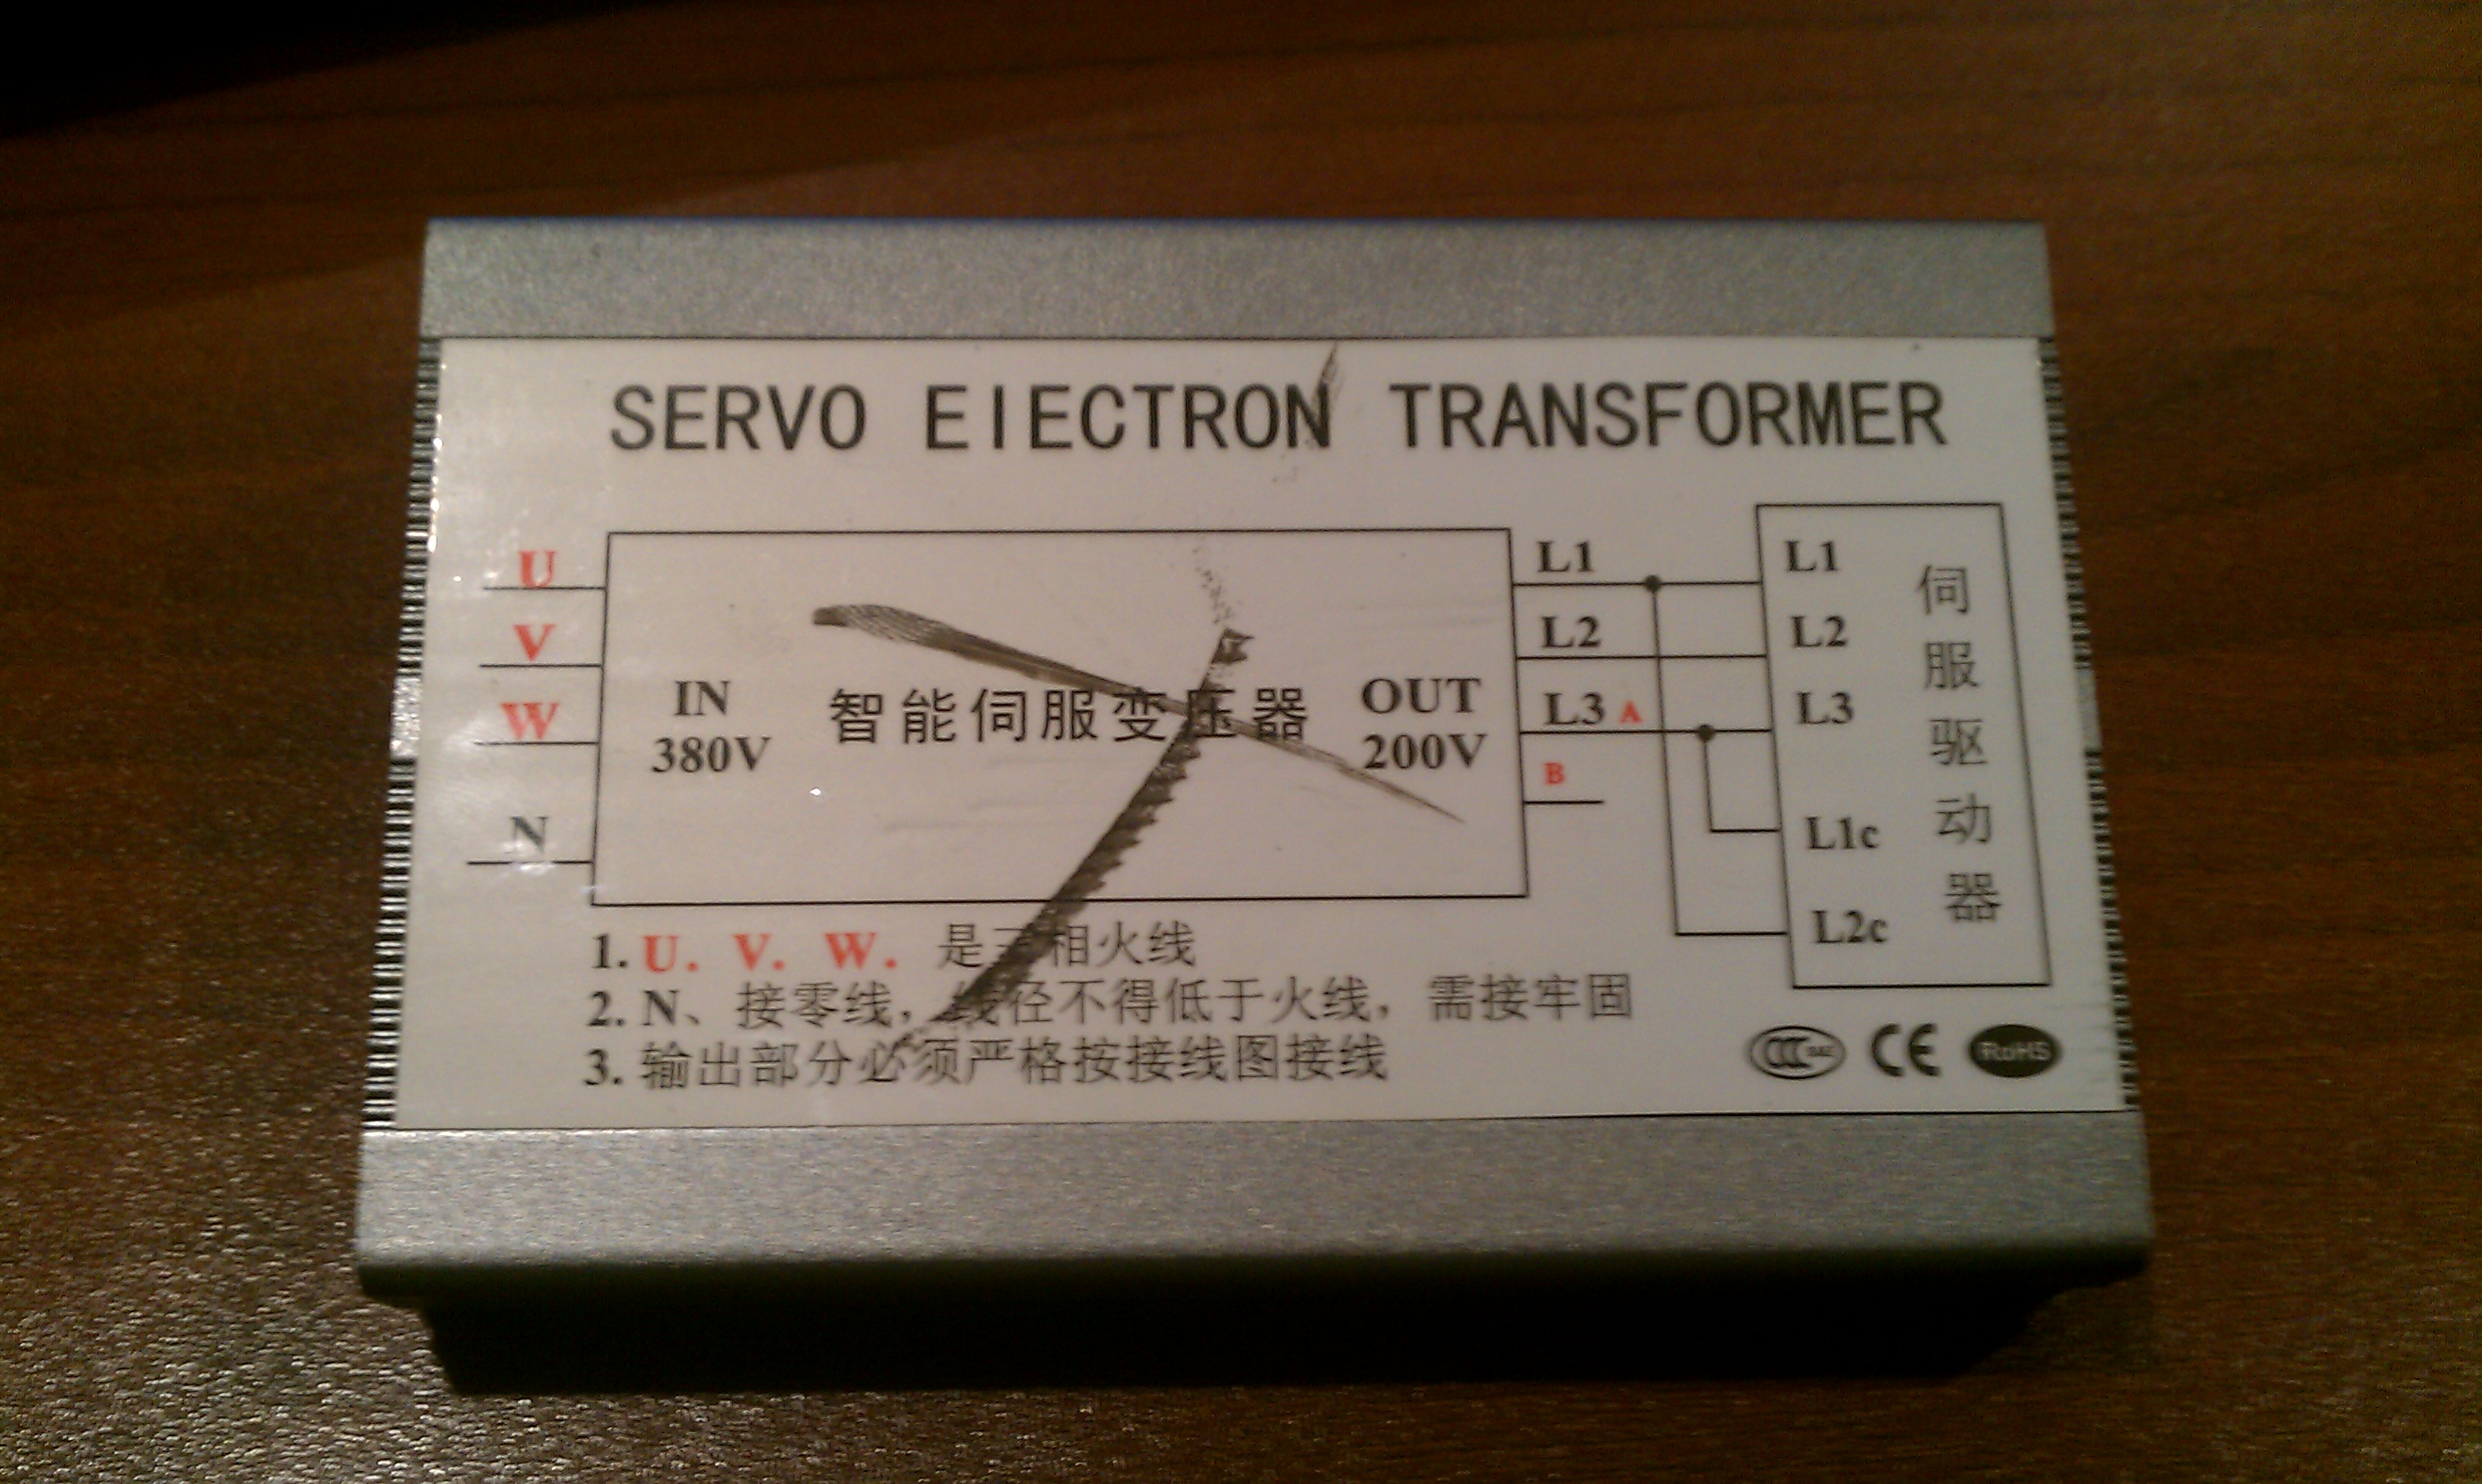 SERVO EIECTRON TRANSFORMER
U
V
W
N
IN
380V
智能伺服变压器
OUT
200V
L1
L2
L3 A
B
L1
L2
L3
L1c
L2c
伺服驱动器
1. U. V. W. 是三相火线
2. N、接零线，线径不得低于火线，需接牢固
3. 输出部分必须严格按接线图接线
CCC
CE
RoHS